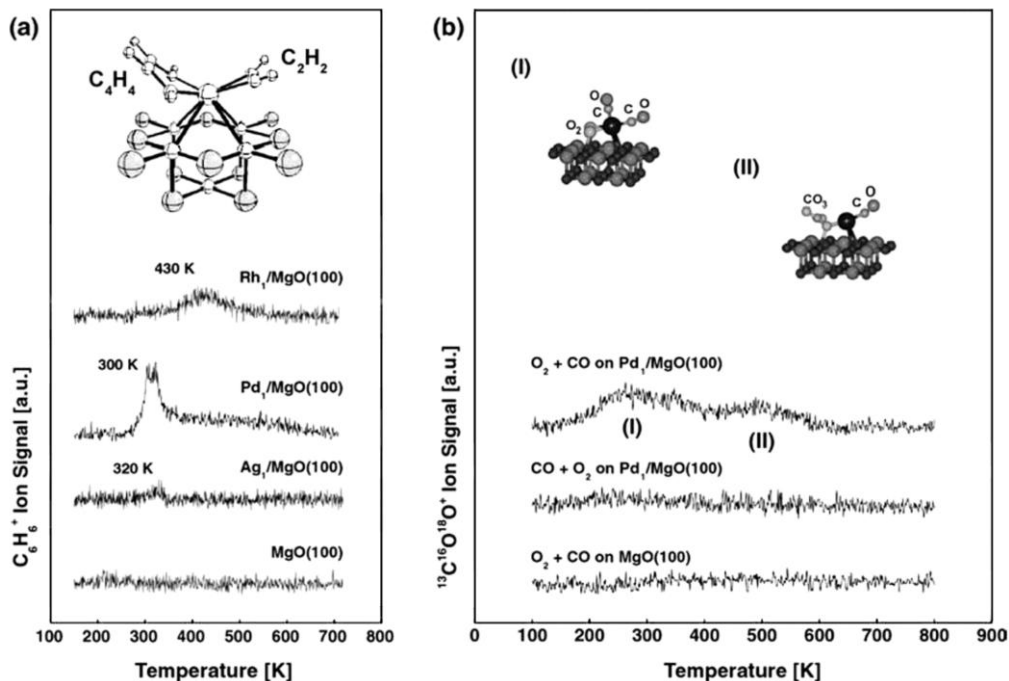 (a)
C₄H₄
C₂H₂
430 K
Rh₁/MgO(100)
300 K
Pd₁/MgO(100)
320 K
Ag₁/MgO(100)
MgO(100)
C₆H₆⁺ Ion Signal [a.u.]
100 200 300 400 500 600 700 800
Temperature [K]
(b)
(I)
O
C
C
O
O₂
(II)
CO₃
C
O
O₂ + CO on Pd₁/MgO(100)
(I)
(II)
CO + O₂ on Pd₁/MgO(100)
O₂ + CO on MgO(100)
¹³C¹⁶O¹⁸O⁺ Ion Signal [a.u.]
0 100 200 300 400 500 600 700 800 900
Temperature [K]